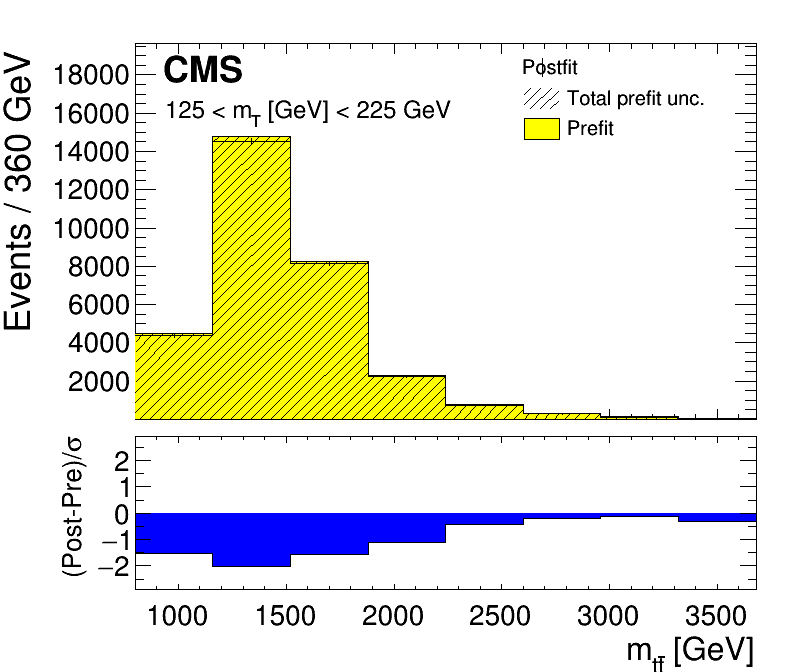 CMS
125 < m_T [GeV] < 225 GeV
Postfit
Total prefit unc.
Prefit
Events / 360 GeV
18000
16000
14000
12000
10000
8000
6000
4000
2000
(Post-Pre)/σ
2
1
0
−1
−2
1000 1500 2000 2500 3000 3500
m_tt̄ [GeV]